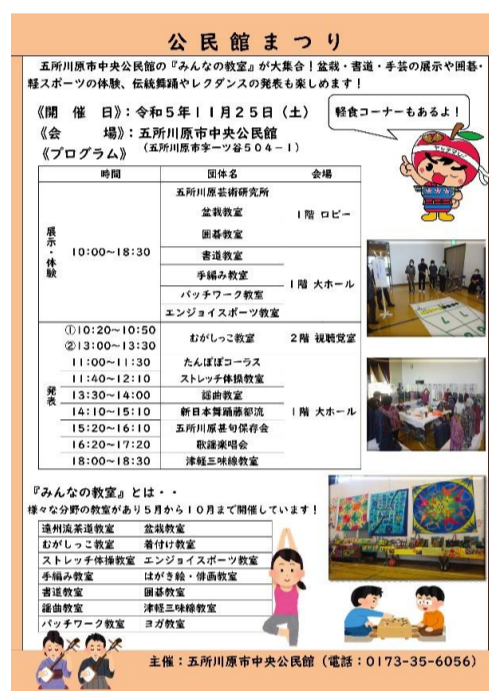 公民館まつり
五所川原市中央公民館の『みんなの教室』が大集合！盆栽・書道・手芸の展示や囲碁・
軽スポーツの体験、伝統舞踊やレクダンスの発表も楽しめます！
《開　催　日》：令和５年１１月２５日（土）
《会　　　場》：五所川原市中央公民館
（五所川原市字一ツ谷５０４－１）
軽食コーナーもあるよ！
《プログラム》
時間　団体名　会場
展示・体験
10:00～18:30
五所川原芸術研究所
盆栽教室
囲碁教室
1階 ロビー
書道教室
手編み教室
パッチワーク教室
エンジョイスポーツ教室
1階 大ホール
発表
①10:20～10:50
②13:00～13:30
むがしっこ教室　2階 視聴覚室
11:00～11:30　たんぽぽコーラス
11:40～12:10　ストレッチ体操教室
13:30～14:00　謡曲教室
14:10～15:10　新日本舞踊藤都流
15:20～16:10　五所川原甚句保存会
16:20～17:20　歌謡楽唱会
18:00～18:30　津軽三味線教室
1階 大ホール
『みんなの教室』とは・・
様々な分野の教室があり５月から１０月まで開催しています！
遠州流茶道教室　盆栽教室
むがしっこ教室　着付け教室
ストレッチ体操教室　エンジョイスポーツ教室
手編み教室　はがき絵・俳画教室
書道教室　囲碁教室
謡曲教室　津軽三味線教室
パッチワーク教室　ヨガ教室
主催：五所川原市中央公民館（電話：0173-35-6056）